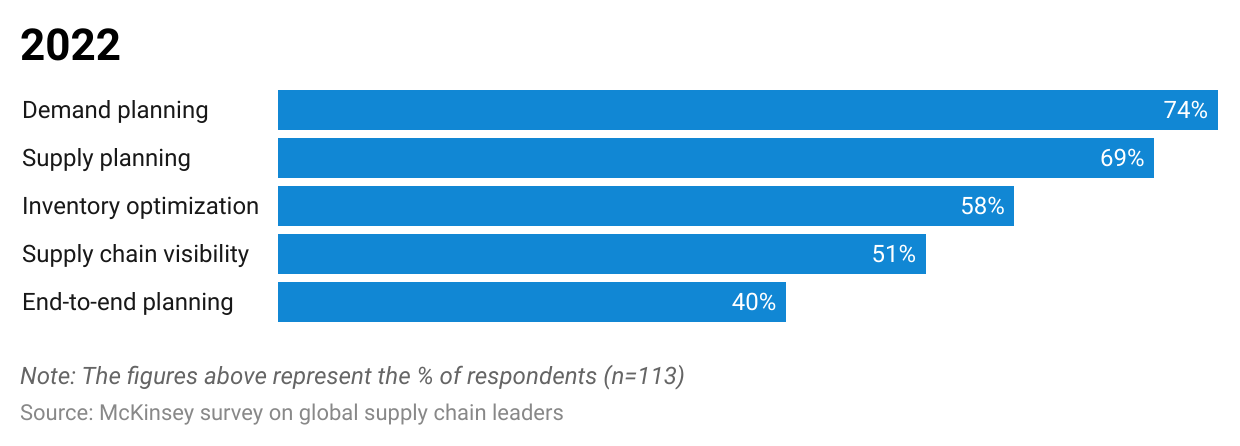 2022
Demand planning 74%
Supply planning 69%
Inventory optimization 58%
Supply chain visibility 51%
End-to-end planning 40%
Note: The figures above represent the % of respondents (n=113)
Source: McKinsey survey on global supply chain leaders